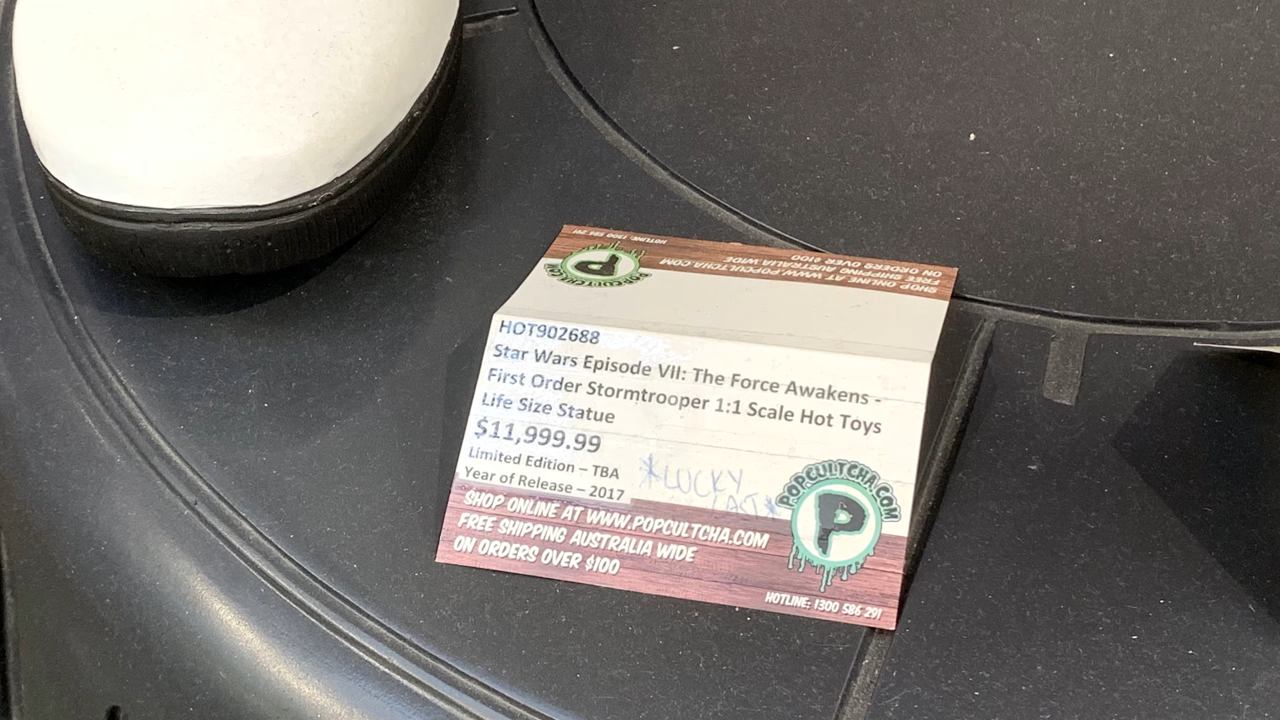 HOTLINE: 1300 586 291
SHOP ONLINE AT WWW.POPCULTCHA.COM
FREE SHIPPING AUSTRALIA WIDE
ON ORDERS OVER $100
POPCULTCHA.COM
P
HOT902688
Star Wars Episode VII: The Force Awakens -
First Order Stormtrooper 1:1 Scale Hot Toys
Life Size Statue
$11,999.99
Limited Edition – TBA
Year of Release – 2017
*LUCKY
LAST*
POPCULTCHA.COM
P
SHOP ONLINE AT WWW.POPCULTCHA.COM
FREE SHIPPING AUSTRALIA WIDE
ON ORDERS OVER $100
HOTLINE: 1300 586 291